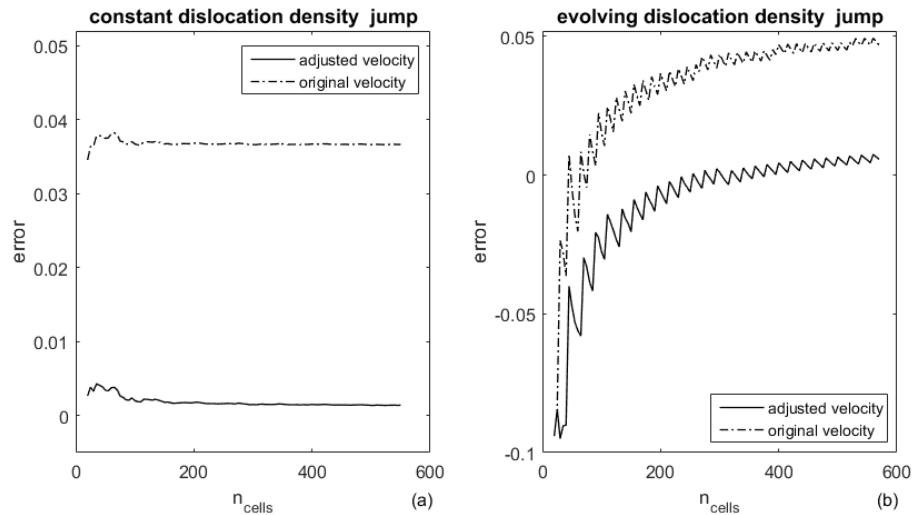 constant dislocation density jump
0.05
0.04
0.03
0.02
0.01
0
error
0
200
400
600
n_cells
(a)
adjusted velocity
original velocity
evolving dislocation density jump
0.05
0
-0.05
-0.1
error
0
200
400
600
n_cells
(b)
adjusted velocity
original velocity